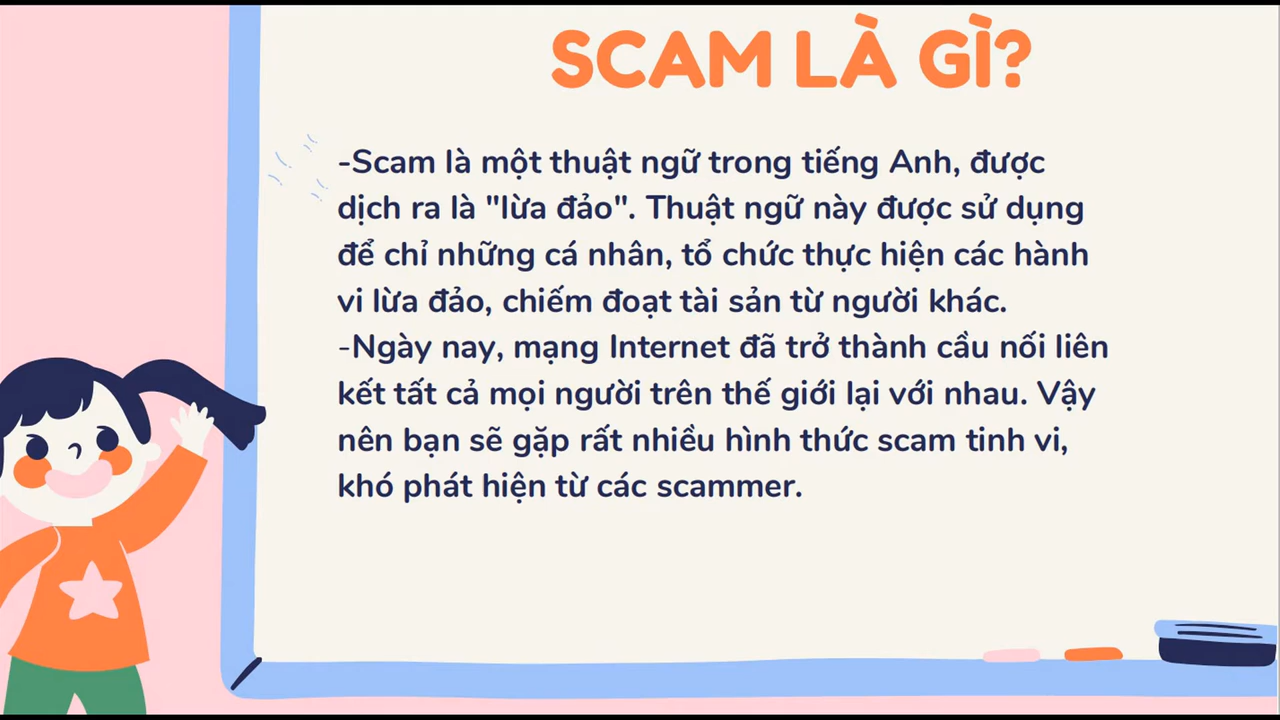 SCAM LÀ GÌ?
-Scam là một thuật ngữ trong tiếng Anh, được
dịch ra là "lừa đảo". Thuật ngữ này được sử dụng
để chỉ những cá nhân, tổ chức thực hiện các hành
vi lừa đảo, chiếm đoạt tài sản từ người khác.
-Ngày nay, mạng Internet đã trở thành cầu nối liên
kết tất cả mọi người trên thế giới lại với nhau. Vậy
nên bạn sẽ gặp rất nhiều hình thức scam tinh vi,
khó phát hiện từ các scammer.